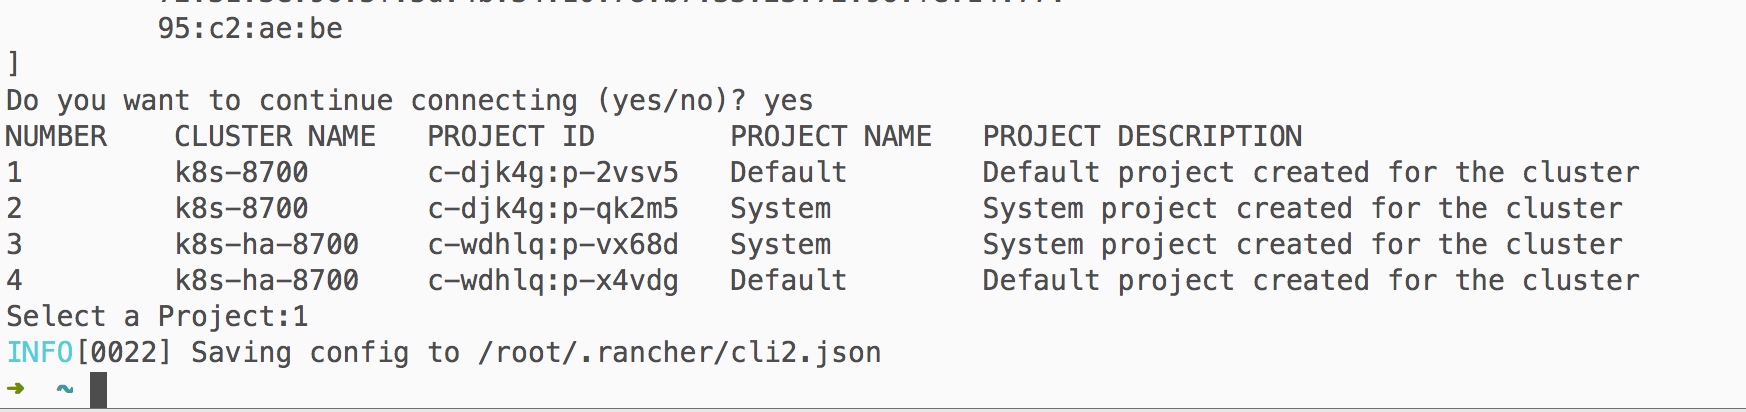 95:c2:ae:be
]
Do you want to continue connecting (yes/no)? yes
NUMBER    CLUSTER NAME   PROJECT ID        PROJECT NAME   PROJECT DESCRIPTION
1         k8s-8700       c-djk4g:p-2vsv5   Default        Default project created for the cluster
2         k8s-8700       c-djk4g:p-qk2m5   System         System project created for the cluster
3         k8s-ha-8700    c-wdhlq:p-vx68d   System         System project created for the cluster
4         k8s-ha-8700    c-wdhlq:p-x4vdg   Default        Default project created for the cluster
Select a Project:1
INFO[0022] Saving config to /root/.rancher/cli2.json
➜  ~